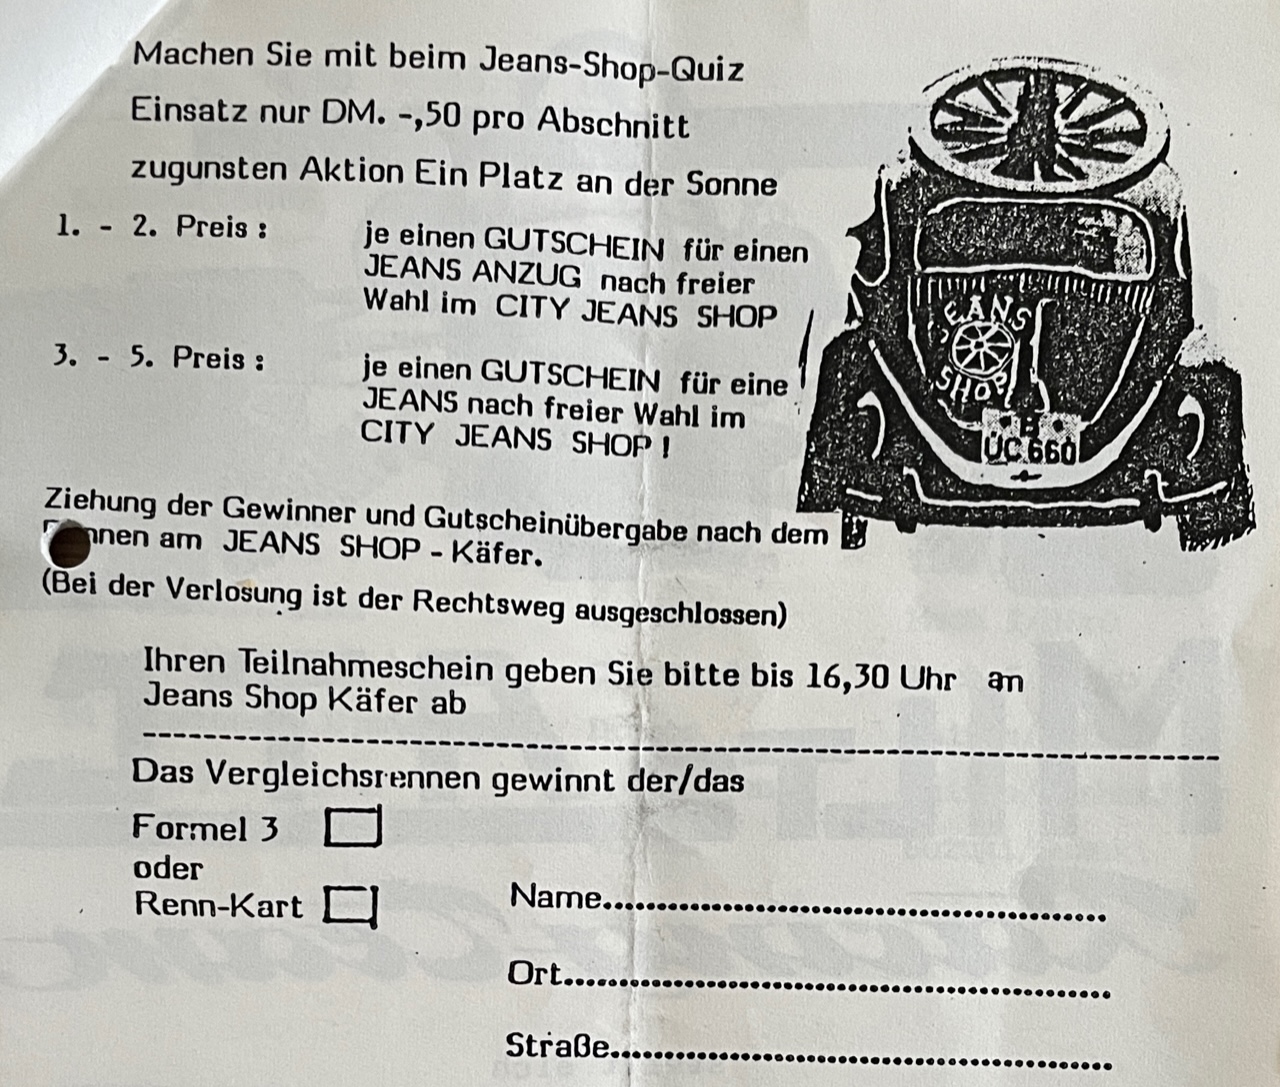 Machen Sie mit beim Jeans-Shop-Quiz
Einsatz nur DM. -,50 pro Abschnitt
zugunsten Aktion Ein Platz an der Sonne
1. - 2. Preis : je einen GUTSCHEIN für einen
JEANS ANZUG nach freier
Wahl im CITY JEANS SHOP
3. - 5. Preis : je einen GUTSCHEIN für eine
JEANS nach freier Wahl im
CITY JEANS SHOP !
JEANS
SHOP
ÜC 660
Ziehung der Gewinner und Gutscheinübergabe nach dem
am JEANS SHOP - Käfer.
(Bei der Verlosung ist der Rechtsweg ausgeschlossen)
Ihren Teilnahmeschein geben Sie bitte bis 16,30 Uhr an
Jeans Shop Käfer ab
Das Vergleichsrennen gewinnt der/das
Formel 3
oder
Renn-Kart
Name
Ort
Straße